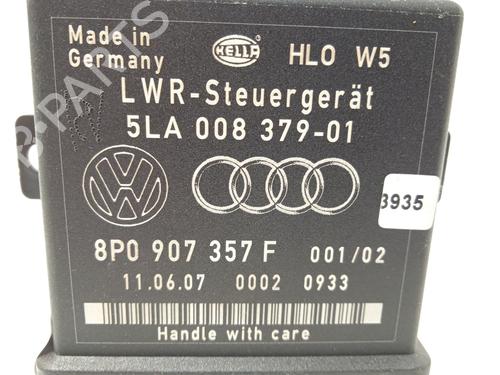 Made in
Germany
HELLA
HLO W5
LWR-Steuergerät
5LA 008 379-01
3935
8P0 907 357 F 001/02
11.06.07 0002 0933
Handle with care